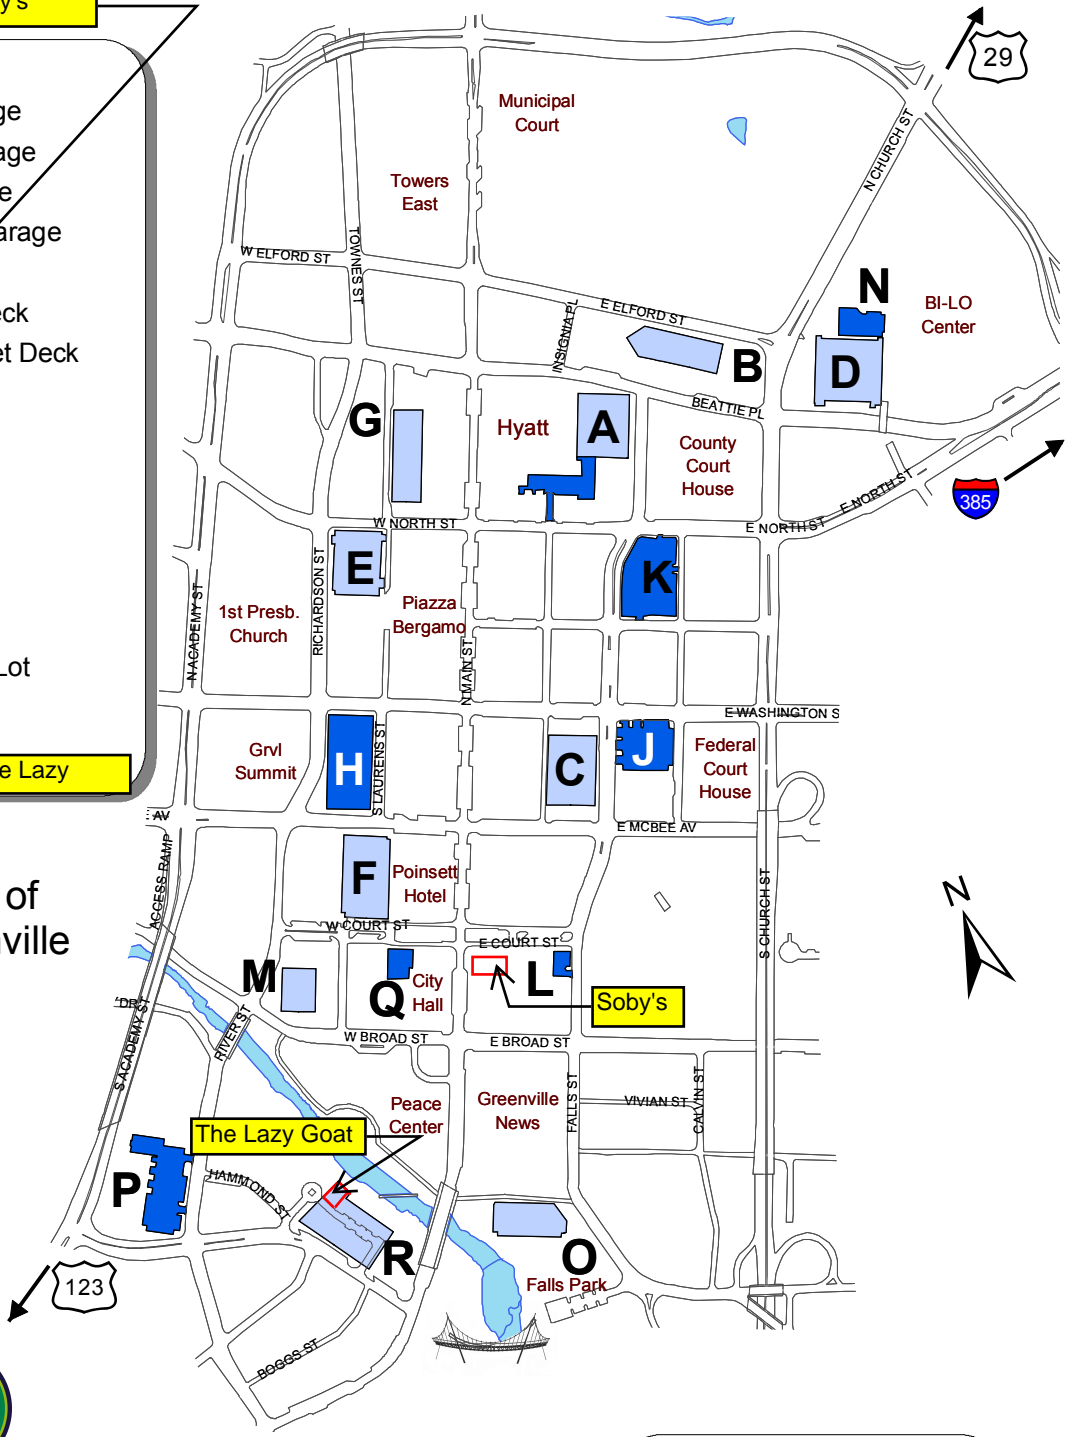 y's
ge
age
e
arage
eck
et Deck
Lot
e Lazy
of
nville
29
Municipal
Court
N CHURCH ST
Towers
East
W ELFORD ST
TOWNES ST
E ELFORD ST
INSIGNIA PL
N
BI-LO
Center
B
D
BEATTIE PL
G
Hyatt
A
County
Court
House
385
E NORTH ST
E NORTH ST
W NORTH ST
RICHARDSON ST
E
K
N ACADEMY ST
1st Presb.
Church
Piazza
Bergamo
N MAIN ST
E WASHINGTON S
Grvl
Summit
H
S LAURENS ST
C
J
Federal
Court
House
E AV
E MCBEE AV
ACCESS RAMP
F
Poinsett
Hotel
S CHURCH ST
N
W COURT ST
E COURT ST
M
Q
City
Hall
L
Soby's
'DR
S ACADEMY ST
RIVER ST
W BROAD ST
E BROAD ST
Peace
Center
Greenville
News
FALLS ST
VIVIAN ST
CALVIN ST
The Lazy Goat
P
HAMMOND ST
R
O
Falls Park
123
BOGGS ST